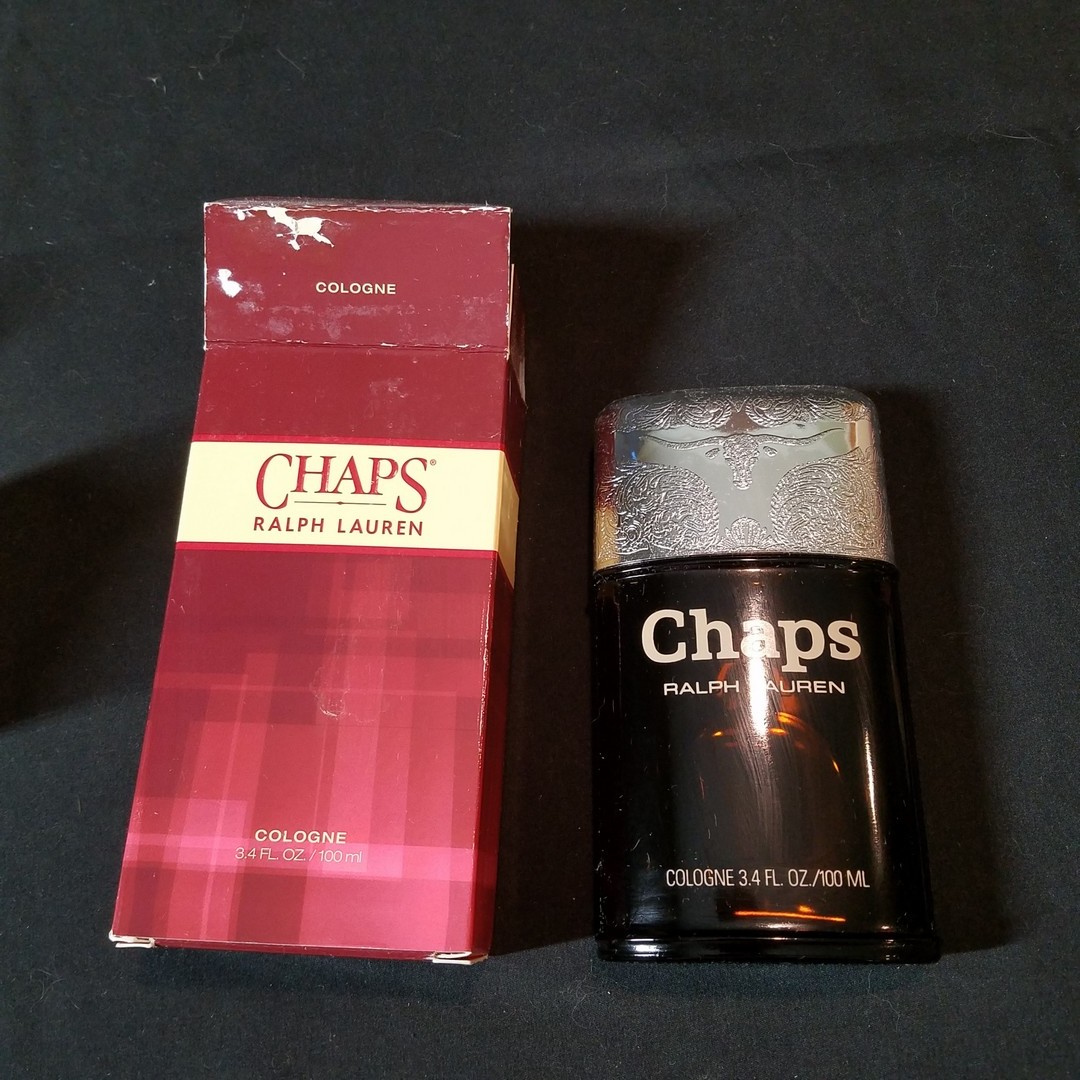 COLOGNE
CHAPS®
RALPH LAUREN
COLOGNE
3.4 FL. OZ. / 100 ml
Chaps
RALPH LAUREN
COLOGNE 3.4 FL. OZ./100 ML